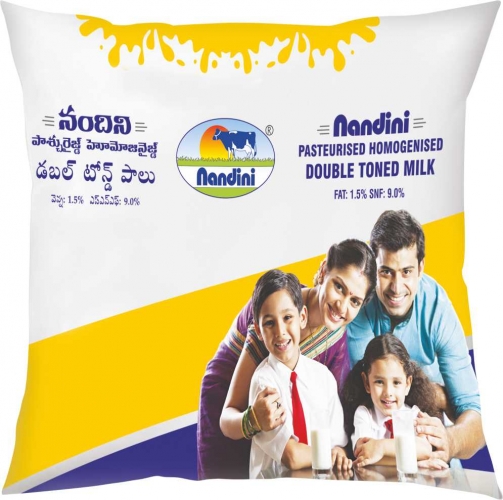 నందిని
పాశ్చురైజ్డ్ హెూమోజినైజ్డ్
డబల్ టోన్డ్ పాలు
వెన్న: 1.5% ఎస్ఎన్ఎఫ్: 9.0%
®
nandini
nandini
PASTEURISED HOMOGENISED
DOUBLE TONED MILK
FAT: 1.5% SNF: 9.0%